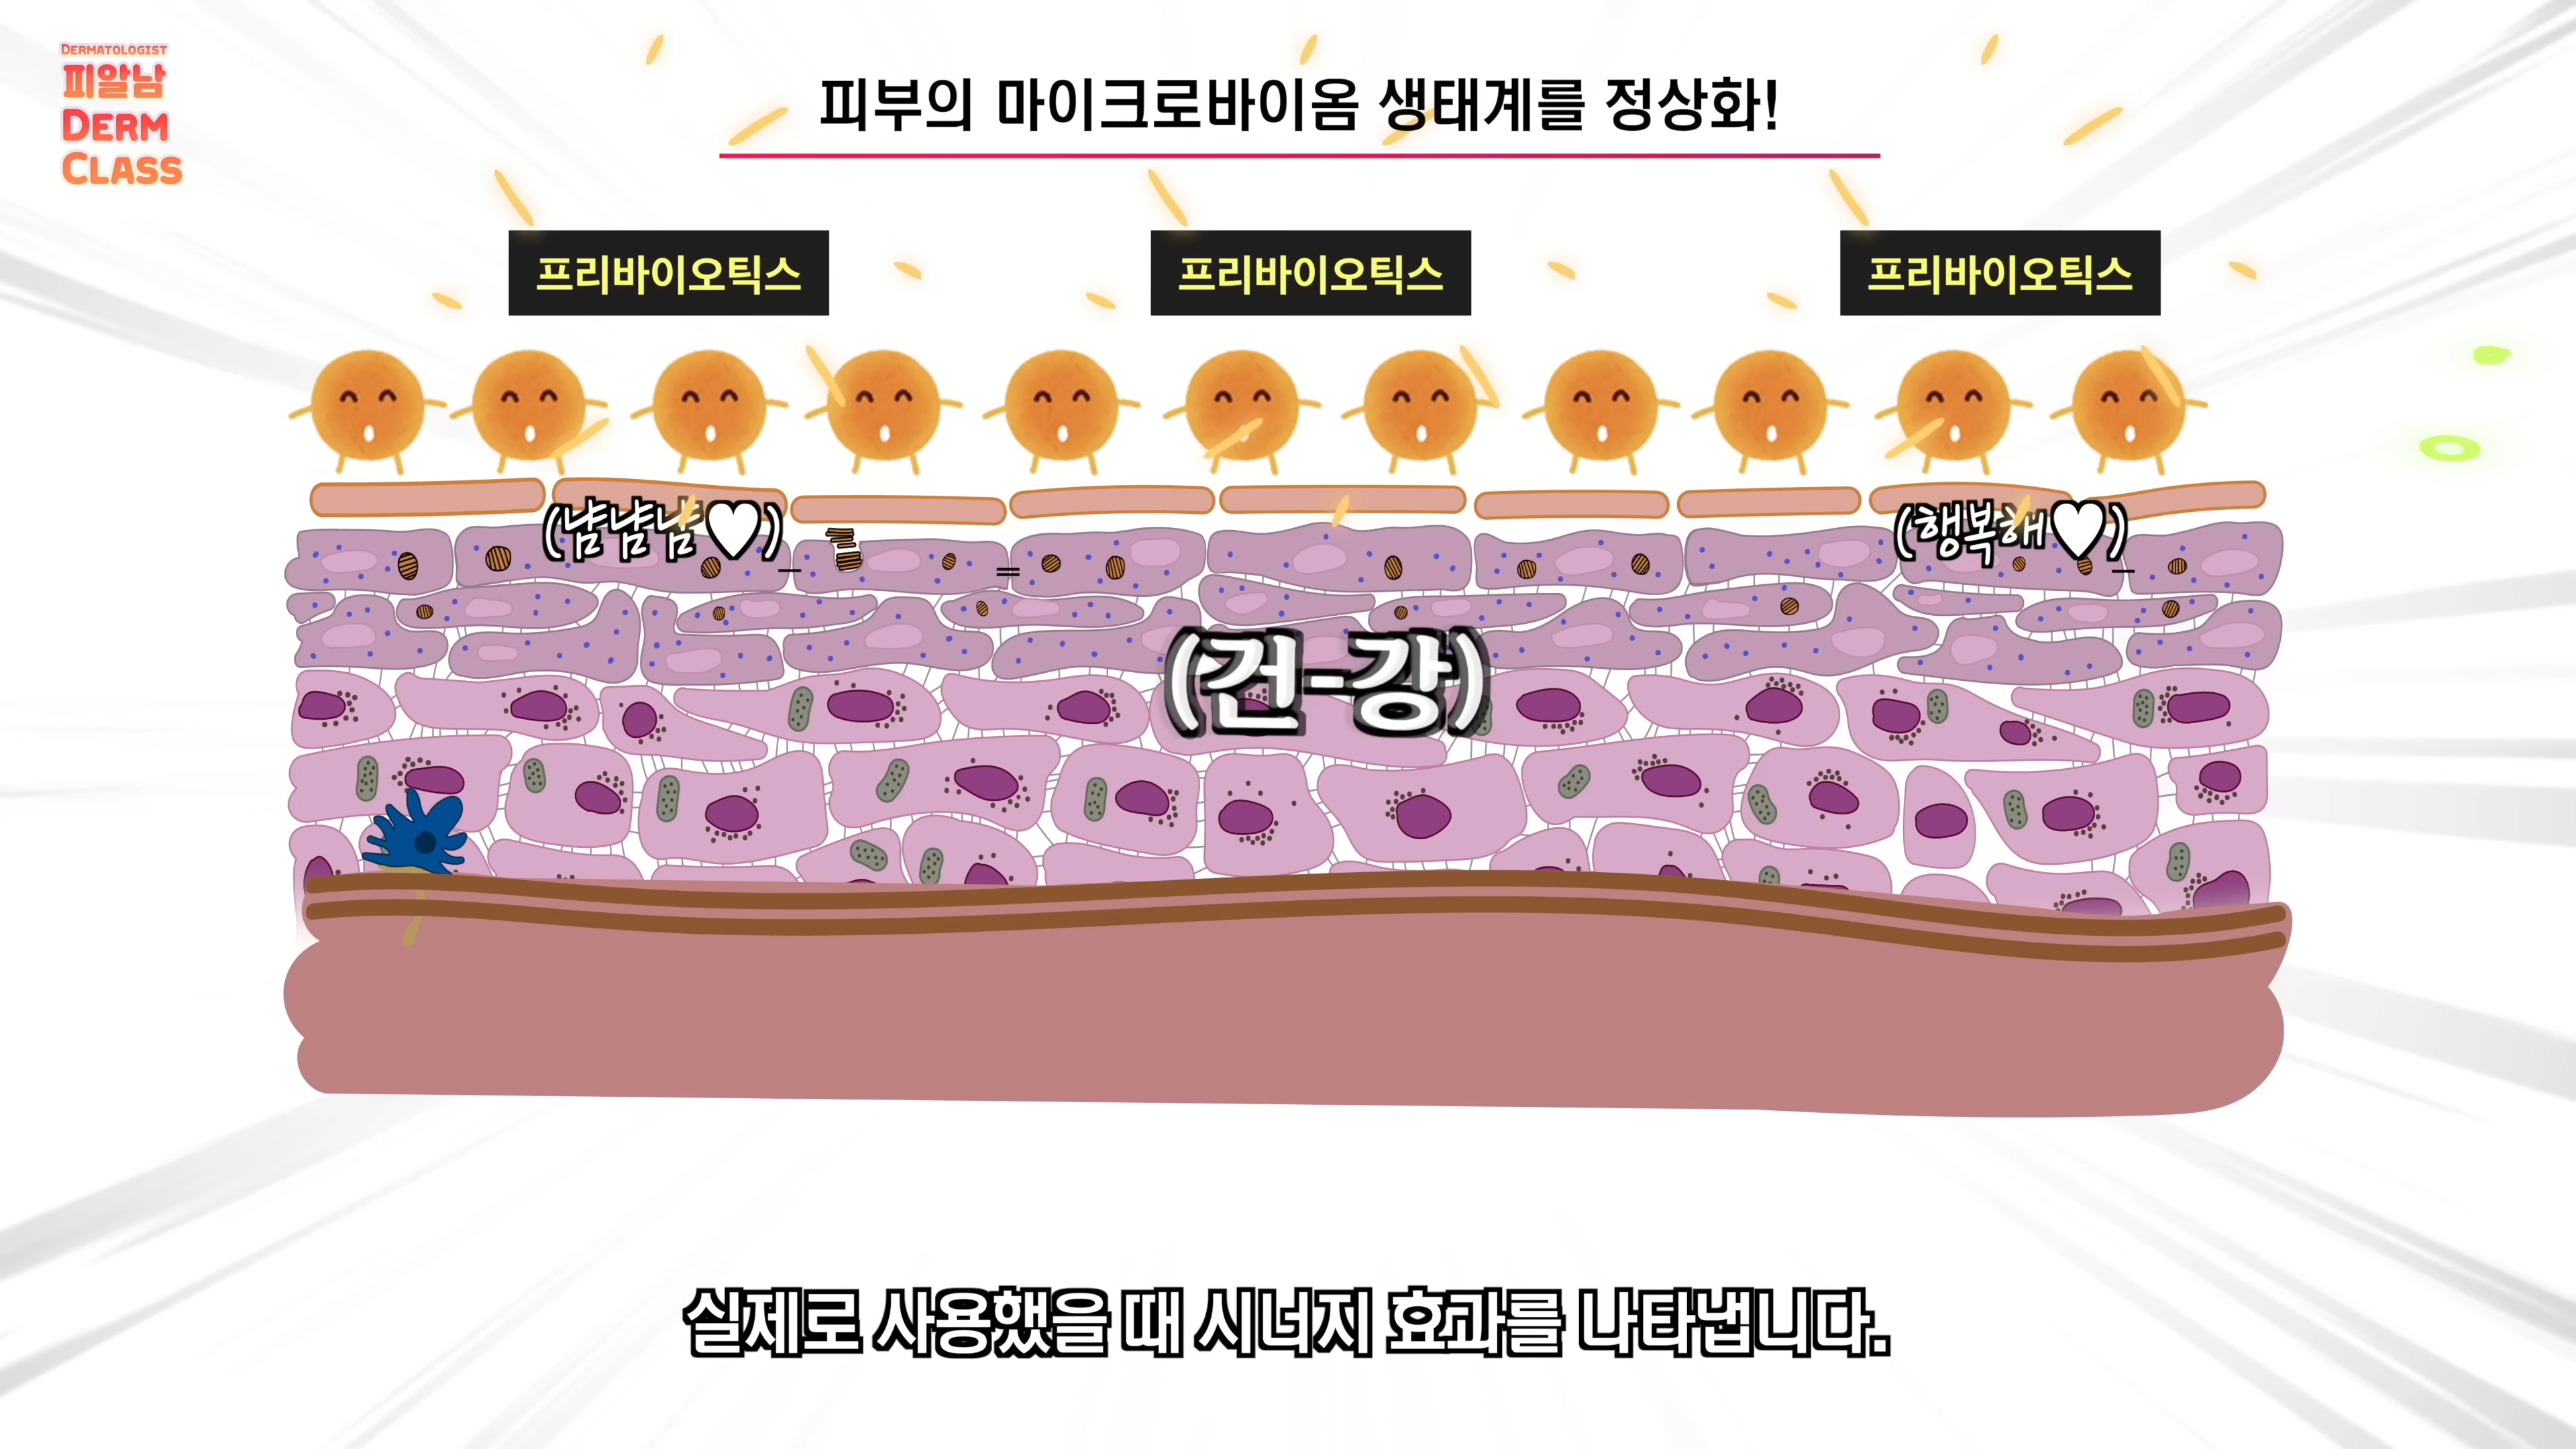 DERMATOLOGIST
피알남
DERM
CLASS
피부의 마이크로바이옴 생태계를 정상화!
프리바이오틱스
프리바이오틱스
프리바이오틱스
(냠냠냠♥)
(행복해♥)
(건-강)
실제로 사용했을 때 시너지 효과를 나타냅니다.